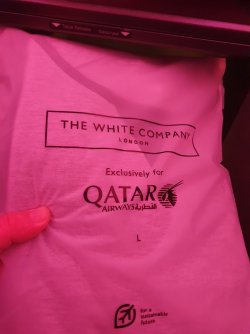 THE WHITE COMPANY
LONDON
Exclusively for
QATAR
AIRWAYS القطرية
L
for a
sustainable
future